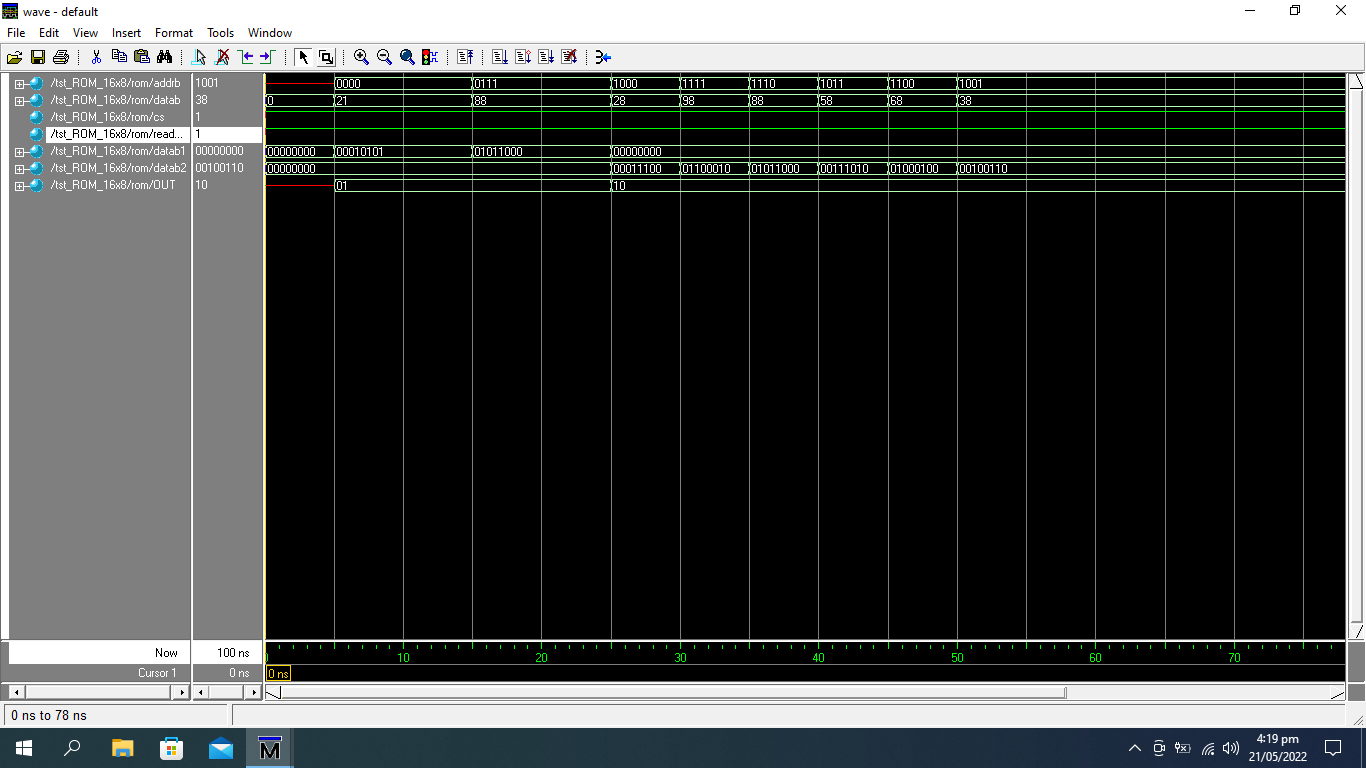 wave - default
File Edit View Insert Format Tools Window
/tst_ROM_16x8/rom/addrb 1001 0000 0111 1000 1111 1110 1011 1100 1001
/tst_ROM_16x8/rom/datab 38 0 21 88 28 98 88 58 68 38
/tst_ROM_16x8/rom/cs 1
/tst_ROM_16x8/rom/read... 1
/tst_ROM_16x8/rom/datab1 00000000 00000000 00010101 01011000 00000000
/tst_ROM_16x8/rom/datab2 00100110 00000000 00011100 01100010 01011000 00111010 01000100 00100110
/tst_ROM_16x8/rom/OUT 10 01 10
Now 100 ns 10 20 30 40 50 60 70
Cursor 1 0 ns 0 ns
0 ns to 78 ns
M
4:19 pm
21/05/2022